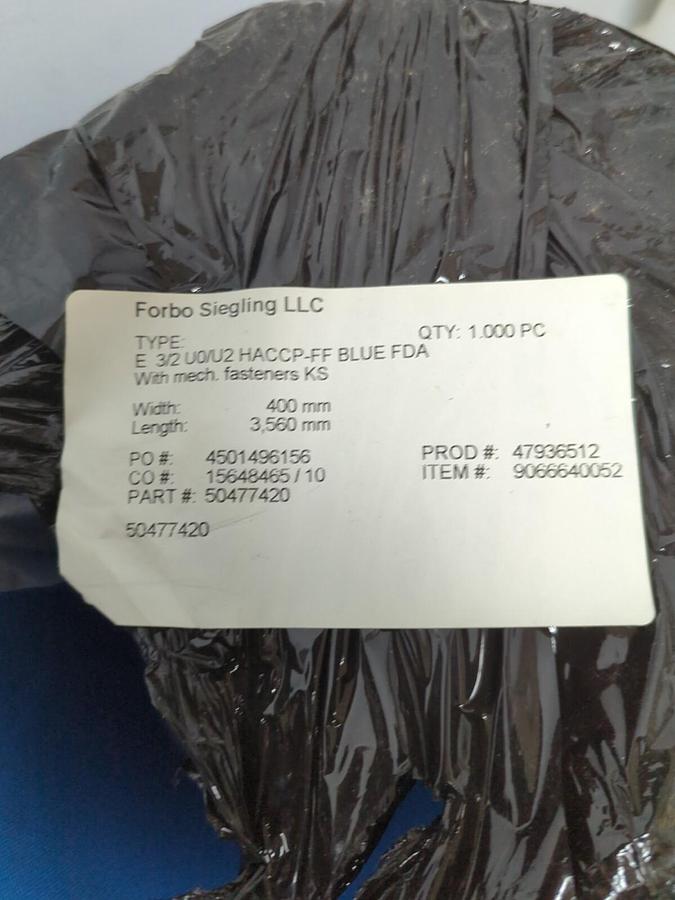 Forbo Siegling LLC
TYPE: QTY: 1.000 PC
E 3/2 U0/U2 HACCP-FF BLUE FDA
With mech. fasteners KS
Width: 400 mm
Length: 3,560 mm
PO #: 4501496156 PROD #: 47936512
CO #: 15648465 / 10 ITEM #: 9066640052
PART #: 50477420
50477420